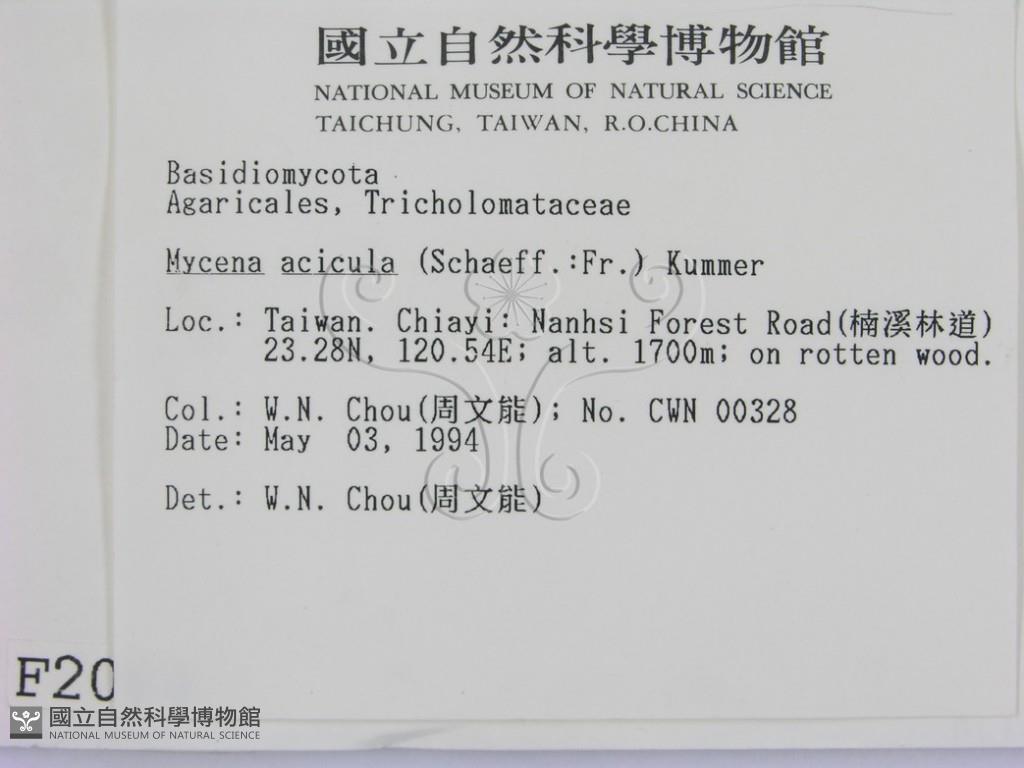 國立自然科學博物館
NATIONAL MUSEUM OF NATURAL SCIENCE
TAICHUNG, TAIWAN, R.O.CHINA
Basidiomycota
Agaricales, Tricholomataceae
Mycena acicula (Schaeff.:Fr.) Kummer
Loc.: Taiwan. Chiayi: Nanhsi Forest Road(楠溪林道)
23.28N, 120.54E; alt. 1700m; on rotten wood.
Col.: W.N. Chou(周文能); No. CWN 00328
Date: May 03, 1994
Det.: W.N. Chou(周文能)
F20
國立自然科學博物館
NATIONAL MUSEUM OF NATURAL SCIENCE